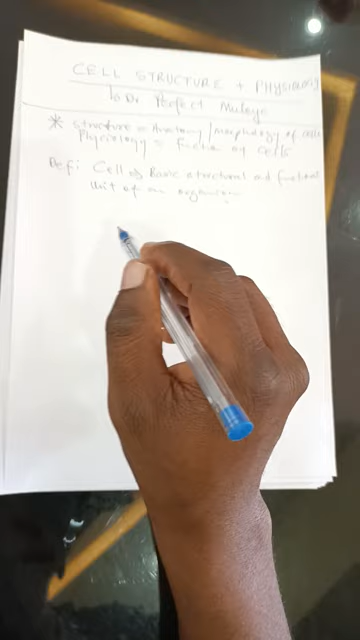 CELL STRUCTURE + PHYSIOLOGY
Dr Perfect Muleya
* Structure = Anatomy / Morphology of cells
Physiology = Function of cells
Def: Cell is Basic structural and functional
Unit of an organism